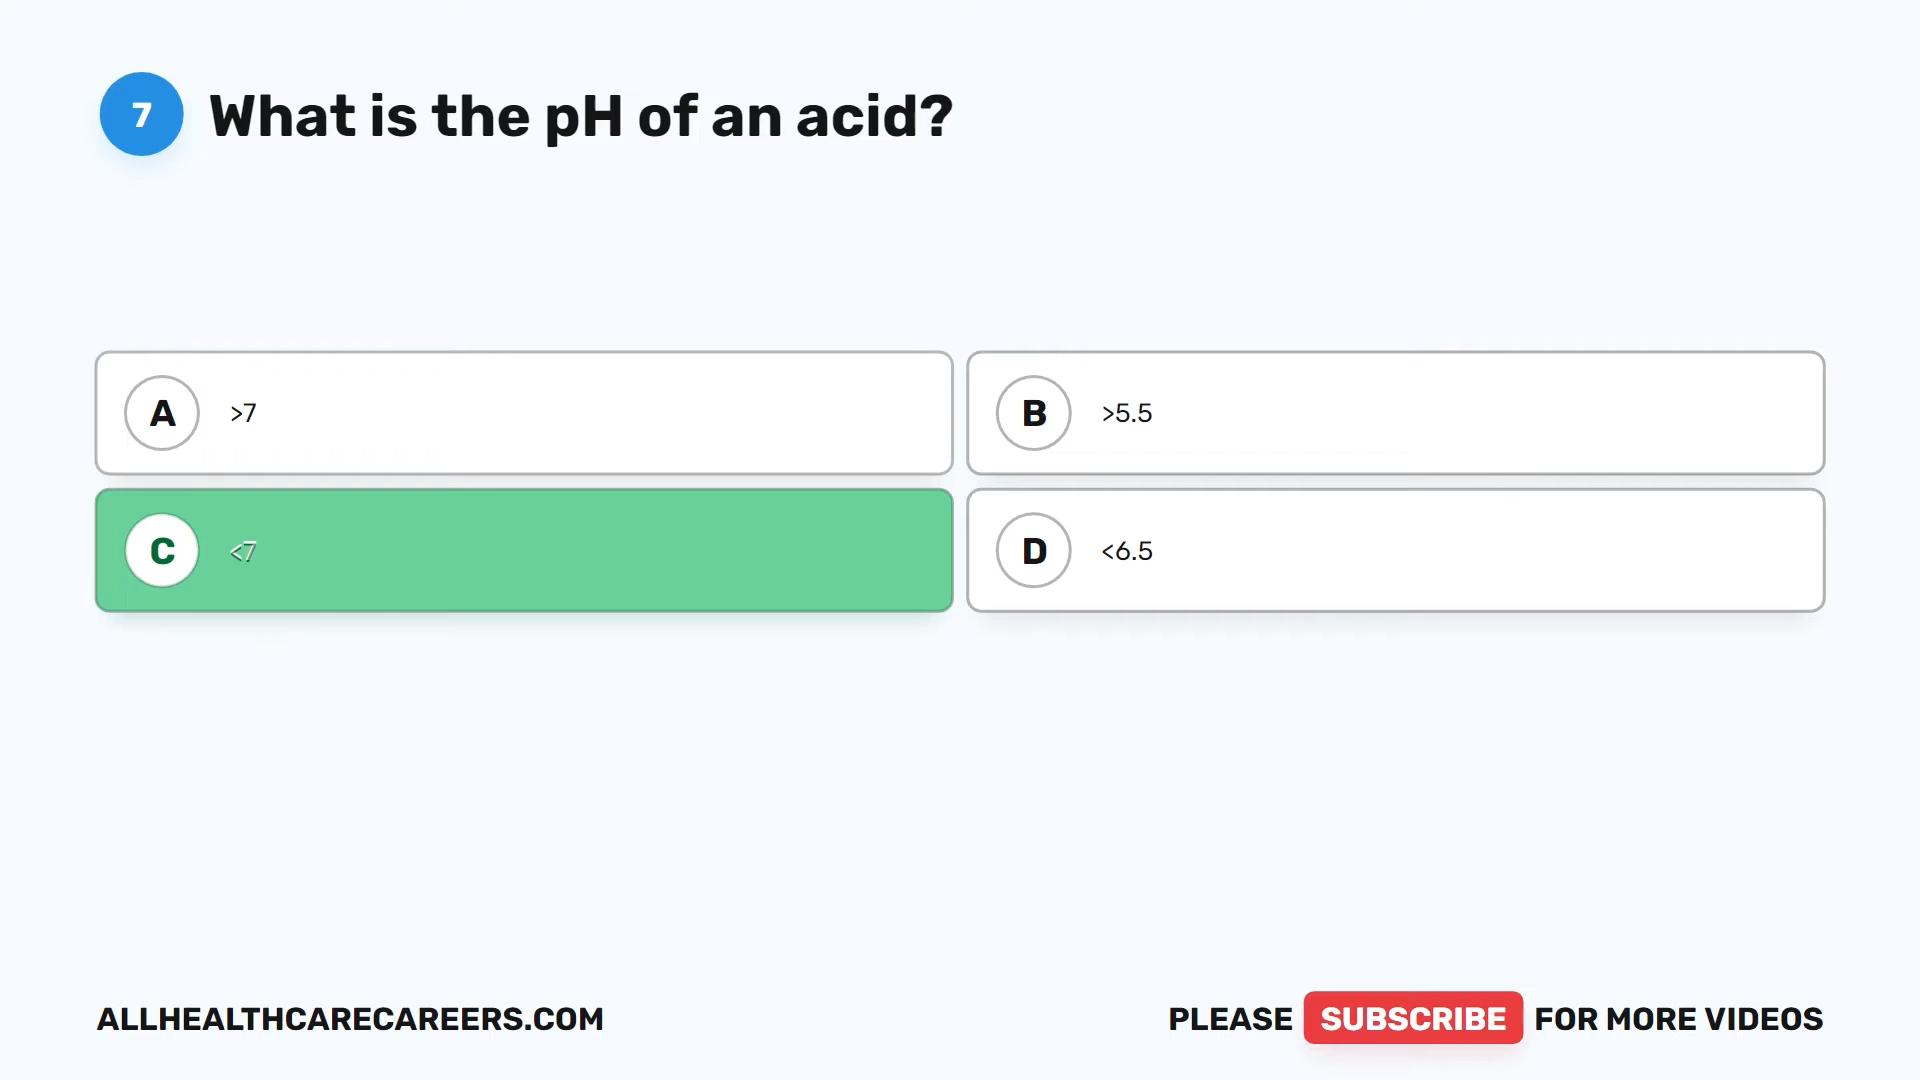 7 What is the pH of an acid?
A >7
B >5.5
C <7
D <6.5
ALLHEALTHCARECAREERS.COM
PLEASE SUBSCRIBE FOR MORE VIDEOS